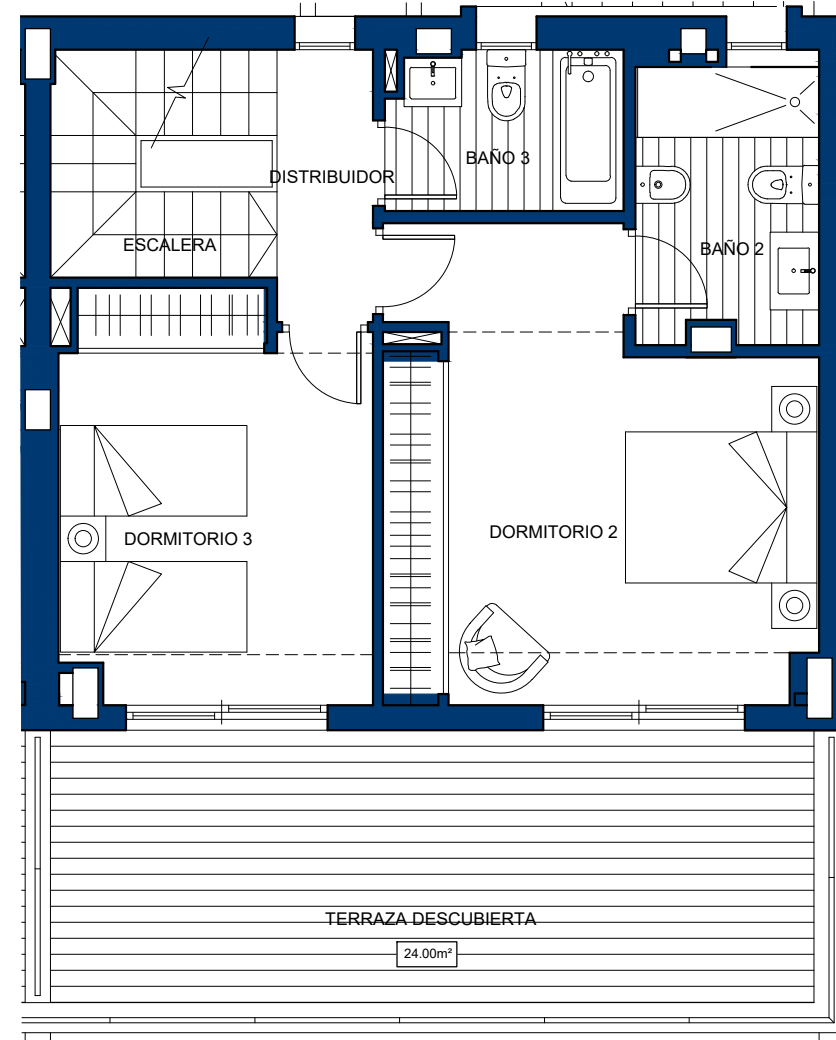 BAÑO 3
DISTRIBUIDOR
ESCALERA
BAÑO 2
DORMITORIO 3
DORMITORIO 2
TERRAZA DESCUBIERTA
24.00m²